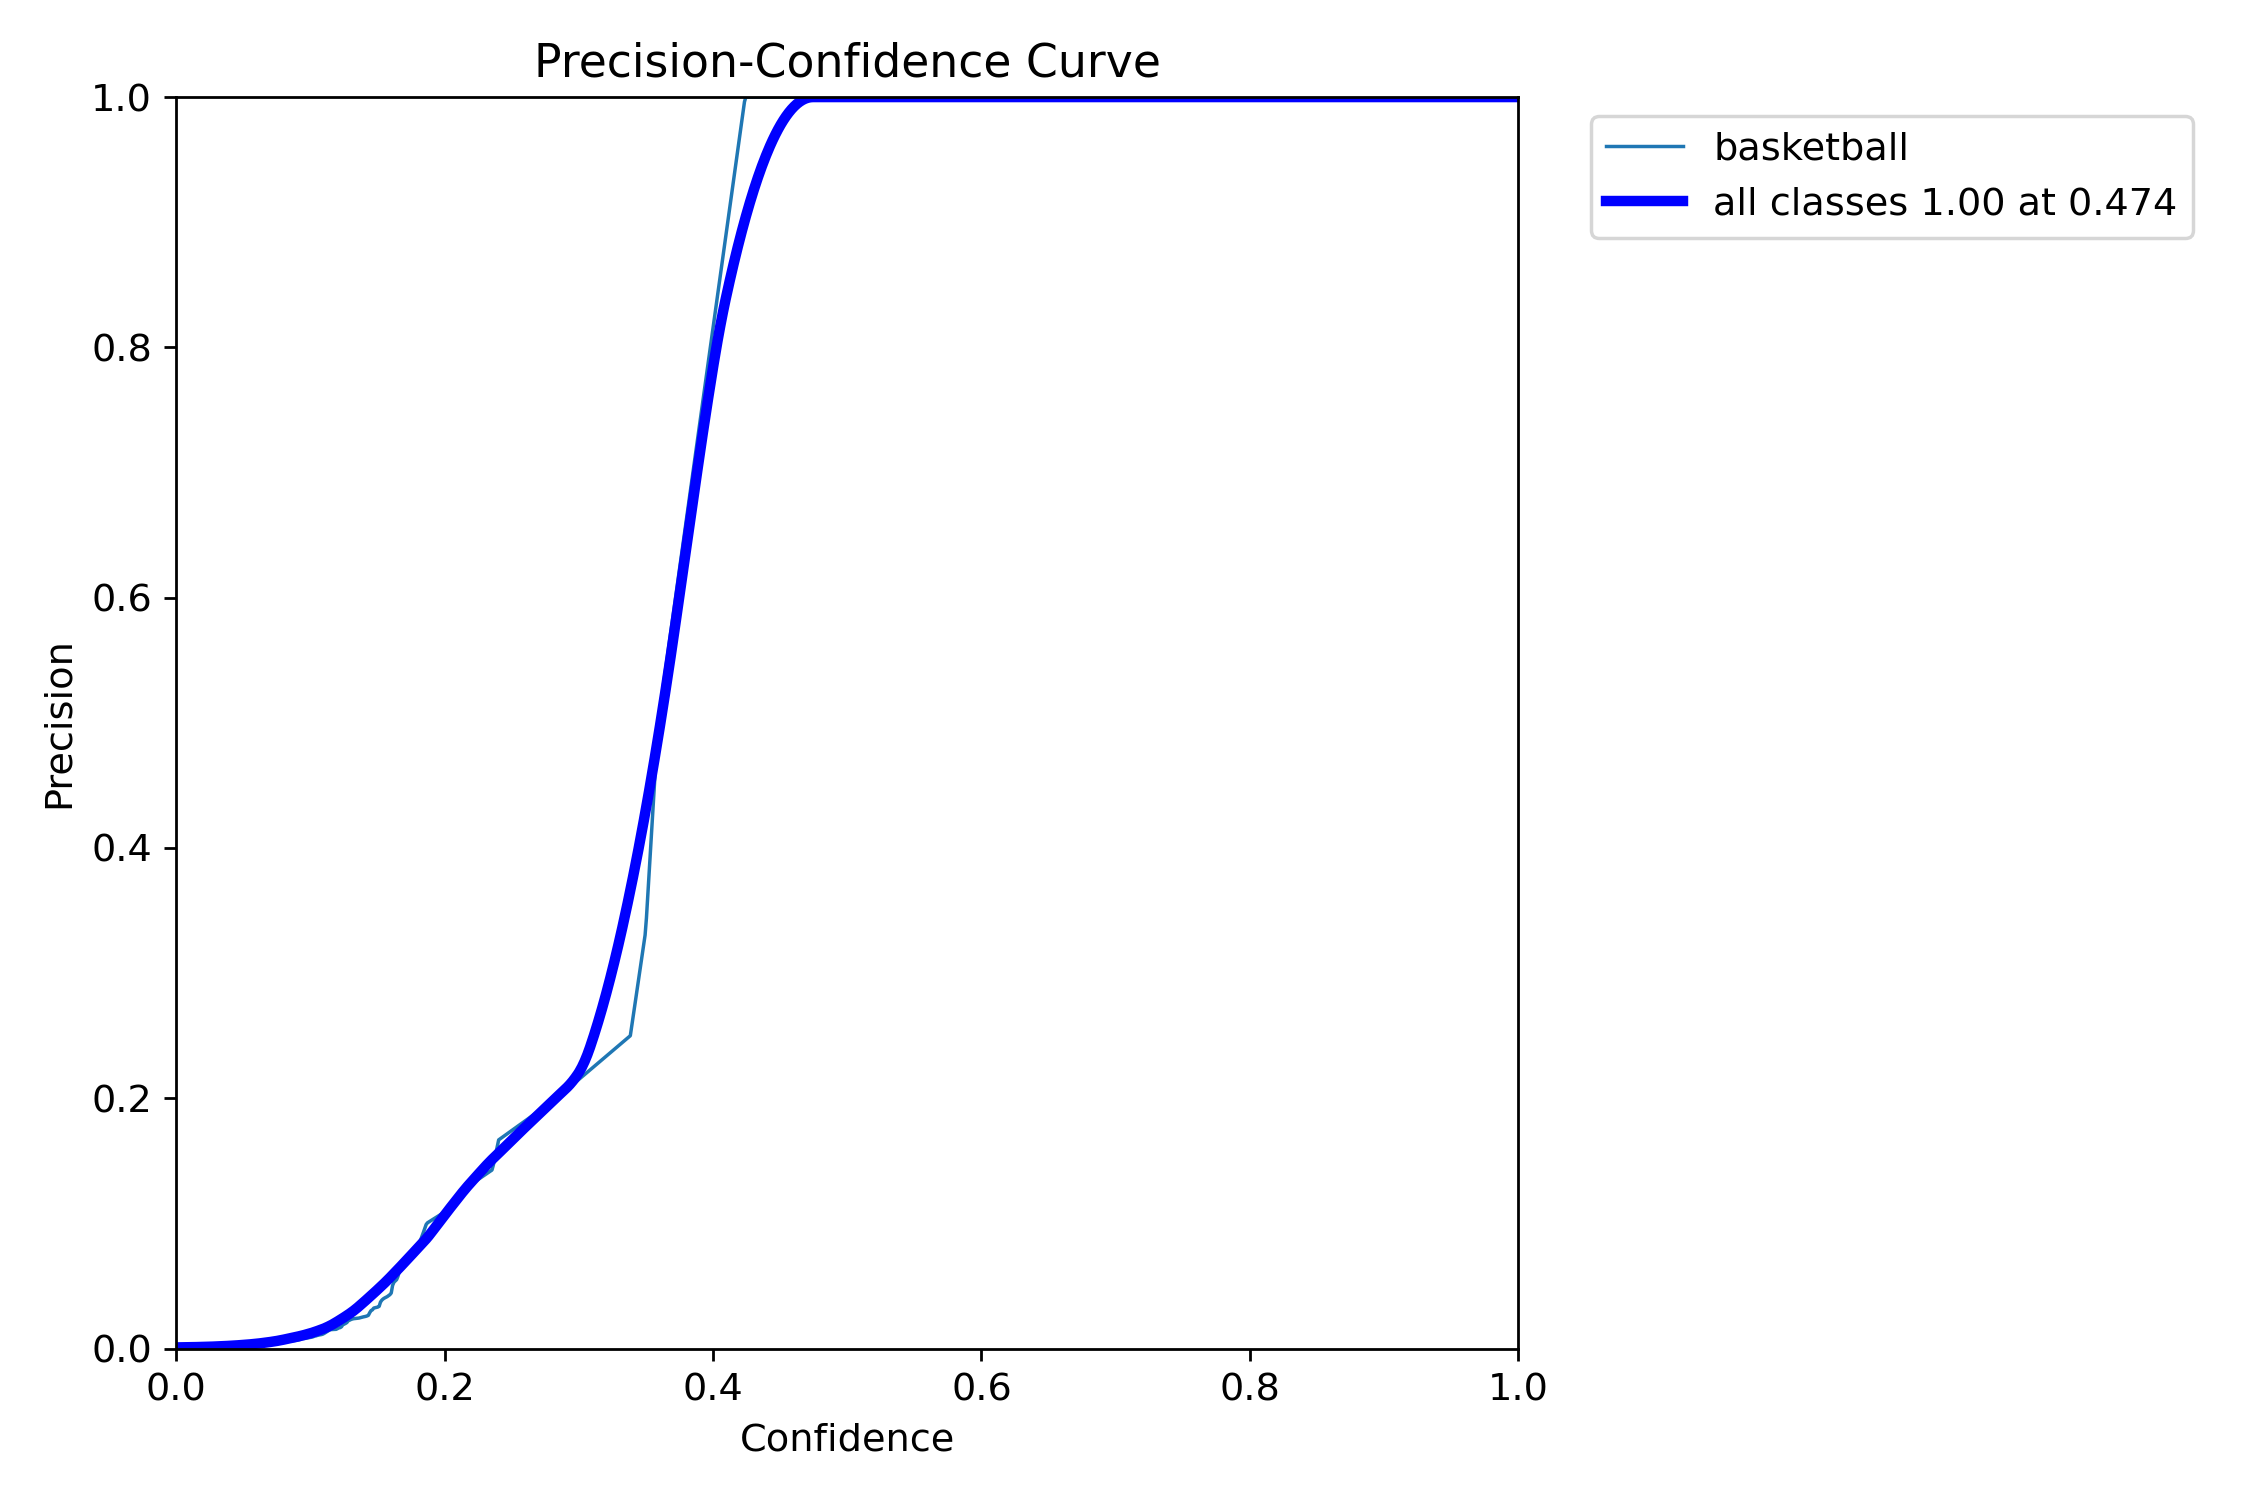 Precision-Confidence Curve
basketball
all classes 1.00 at 0.474
Precision
1.0
0.8
0.6
0.4
0.2
0.0
0.0 0.2 0.4 0.6 0.8 1.0
Confidence